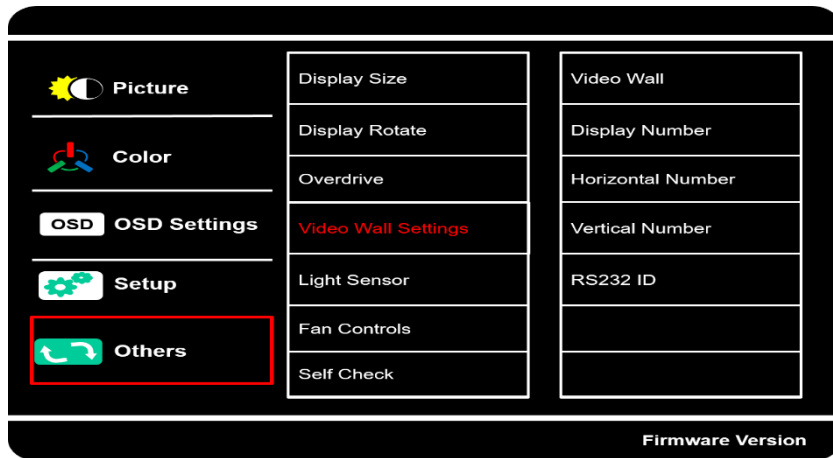 Picture
Color
OSD OSD Settings
Setup
Others
Display Size
Display Rotate
Overdrive
Video Wall Settings
Light Sensor
Fan Controls
Self Check
Video Wall
Display Number
Horizontal Number
Vertical Number
RS232 ID
Firmware Version